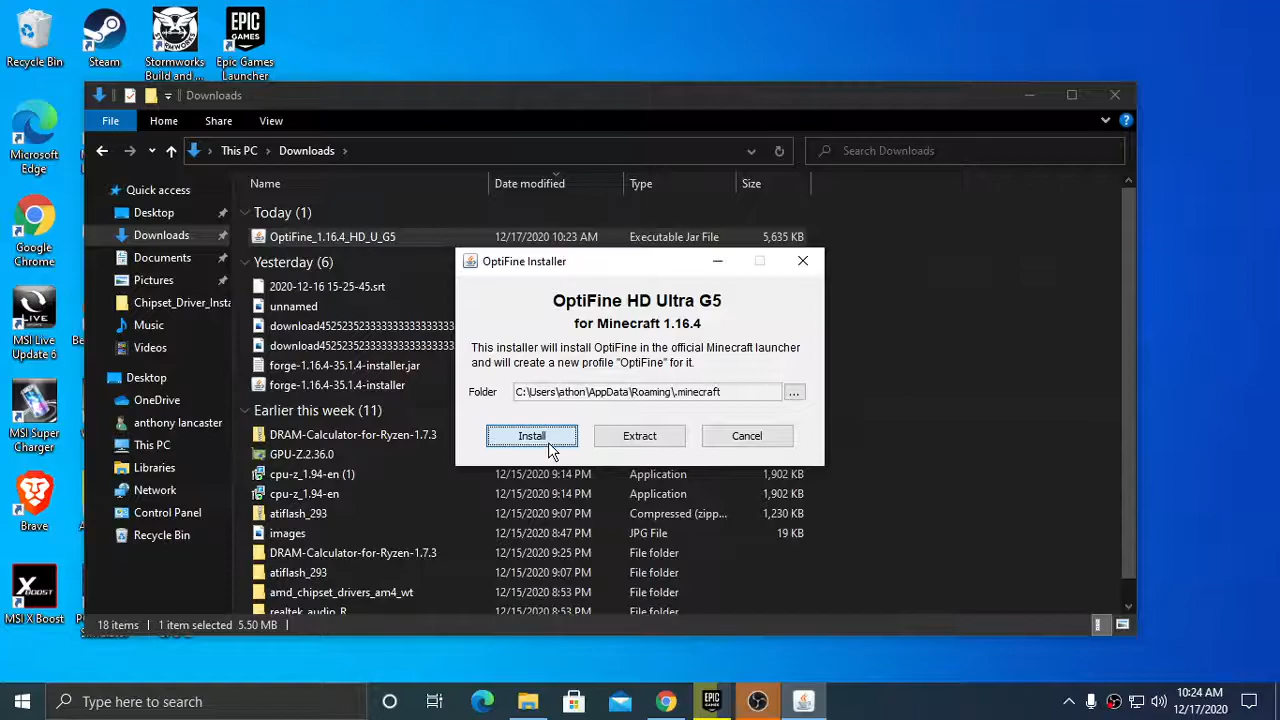 Recycle Bin
Steam
Stormworks
Build and ...
EPIC
GAMES
Epic Games
Launcher
Downloads
File
Home
Share
View
This PC
Downloads
Search Downloads
Microsoft
Edge
Google
Chrome
MSI Live
Update 6
MSI Super
Charger
Brave
X
BOOST
MSI X Boost
Quick access
Desktop
Downloads
Documents
Pictures
Chipset_Driver_Insta
Music
Videos
Desktop
OneDrive
anthony lancaster
This PC
Libraries
Network
Control Panel
Recycle Bin
Name
Date modified
Type
Size
Today (1)
OptiFine_1.16.4_HD_U_G5
12/17/2020 10:23 AM
Executable Jar File
5,635 KB
Yesterday (6)
2020-12-16 15-25-45.srt
unnamed
forge-1.16.4-35.1.4-installer.jar
forge-1.16.4-35.1.4-installer
Earlier this week (11)
DRAM-Calculator-for-Ryzen-1.7.3
GPU-Z.2.36.0
cpu-z_1.94-en (1)
12/15/2020 9:14 PM
Application
1,902 KB
cpu-z_1.94-en
12/15/2020 9:14 PM
Application
1,902 KB
atiflash_293
12/15/2020 9:07 PM
Compressed (zipp...
1,230 KB
images
12/15/2020 8:47 PM
JPG File
19 KB
DRAM-Calculator-for-Ryzen-1.7.3
12/15/2020 9:25 PM
File folder
atiflash_293
12/15/2020 9:07 PM
File folder
amd_chipset_drivers_am4_wt
12/15/2020 8:53 PM
File folder
realtek_audio_R
12/15/2020 8:53 PM
File folder
OptiFine Installer
OptiFine HD Ultra G5
for Minecraft 1.16.4
This installer will install OptiFine in the official Minecraft launcher
and will create a new profile "OptiFine" for it.
Folder
C:\Users\athon\AppData\Roaming\.minecraft
...
Install
Extract
Cancel
18 items
1 item selected 5.50 MB
Type here to search
EPIC
10:24 AM
12/17/2020